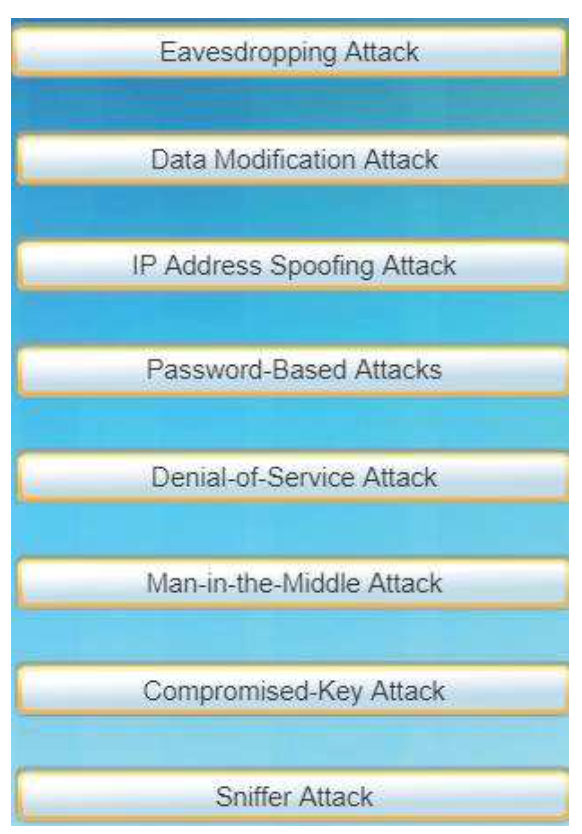 Eavesdropping Attack
Data Modification Attack
IP Address Spoofing Attack
Password-Based Attacks
Denial-of-Service Attack
Man-in-the-Middle Attack
Compromised-Key Attack
Sniffer Attack